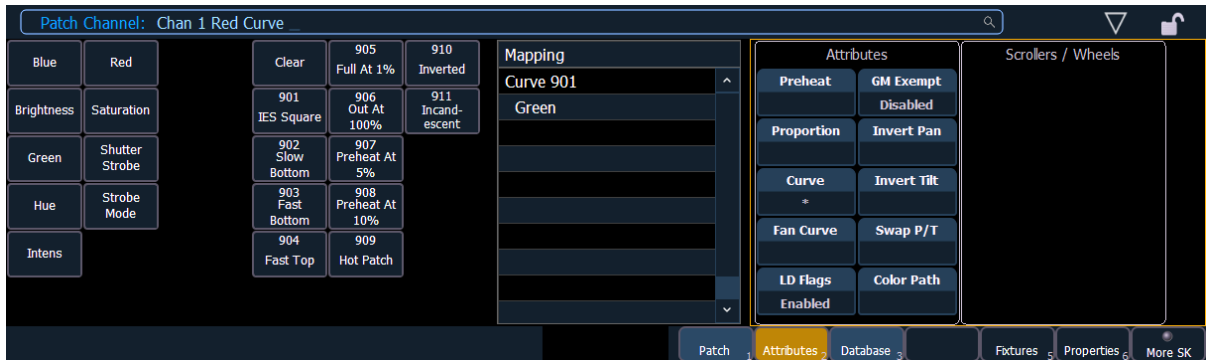 Patch Channel: Chan 1 Red Curve _
Blue
Red
Brightness
Saturation
Green
Shutter
Strobe
Hue
Strobe
Mode
Intens
Clear
905
Full At 1%
910
Inverted
901
IES Square
906
Out At
100%
911
Incand-
escent
902
Slow
Bottom
907
Preheat At
5%
903
Fast
Bottom
908
Preheat At
10%
904
Fast Top
909
Hot Patch
Mapping
Curve 901
Green
Attributes
Preheat
GM Exempt
Disabled
Proportion
Invert Pan
Curve
*
Invert Tilt
Fan Curve
Swap P/T
LD Flags
Enabled
Color Path
Scrollers / Wheels
Patch 1
Attributes 2
Database 3
Fixtures 5
Properties 6
More SK